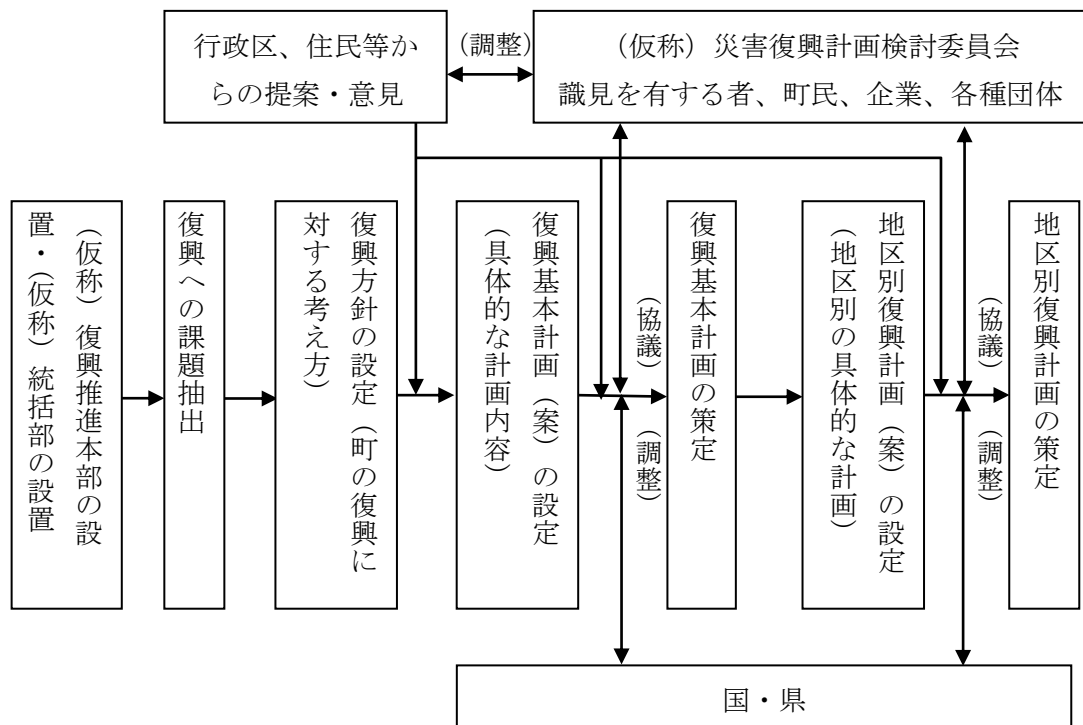 行政区、住民等か
らの提案・意見
（調整）
（仮称）災害復興計画検討委員会
識見を有する者、町民、企業、各種団体
（仮称）復興推進本部の設
置・（仮称）統括部の設置
復興への課題抽出
復興方針の設定（町の復興に
対する考え方）
復興基本計画（案）の設定
（具体的な計画内容）
（協議）
（調整）
復興基本計画の策定
地区別復興計画（案）の設定
（地区別の具体的な計画）
（協議）
（調整）
地区別復興計画の策定
国・県